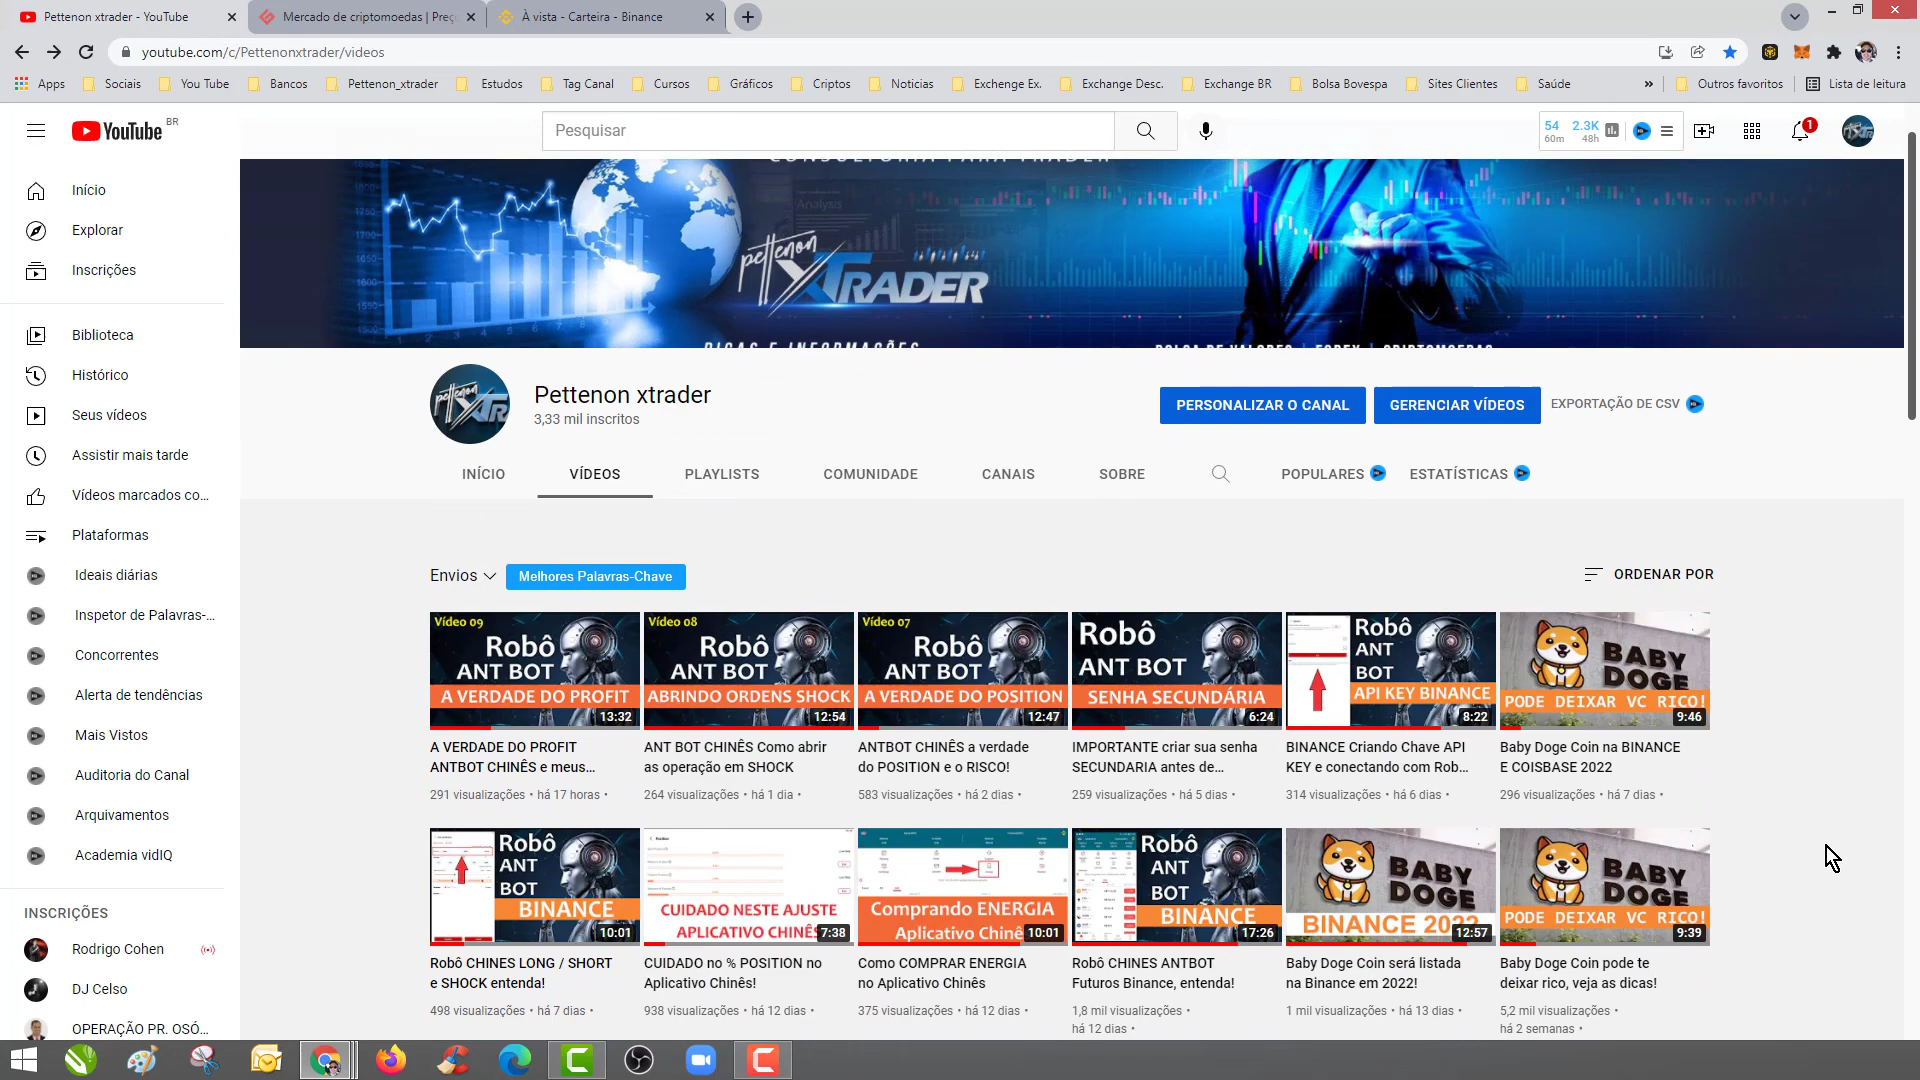 Pettenon xtrader - YouTube
Mercado de criptomoedas | Preç
À vista - Carteira - Binance
youtube.com/c/Pettenonxtrader/videos
Apps
Sociais
You Tube
Bancos
Pettenon_xtrader
Estudos
Tag Canal
Cursos
Gráficos
Criptos
Noticias
Exchenge Ex.
Exchange Desc.
Exchange BR
Bolsa Bovespa
Sites Clientes
Saúde
»
Outros favoritos
Lista de leitura
YouTube BR
Pesquisar
54 60m
2.3K 48h
1
Início
Explorar
Inscrições
Biblioteca
Histórico
Seus vídeos
Assistir mais tarde
Vídeos marcados co...
Plataformas
Ideais diárias
Inspetor de Palavras-...
Concorrentes
Alerta de tendências
Mais Vistos
Auditoria do Canal
Arquivamentos
Academia vidIQ
INSCRIÇÕES
Rodrigo Cohen
DJ Celso
OPERAÇÃO PR. OSÓ...
CONSULTORIA PARA TRADER
Analysis
pettenon XTRADER
DICAS E INFORMAÇÕES
BOLSA DE VALORES | FOREX | CRIPTOMOEDAS
Pettenon xtrader
3,33 mil inscritos
PERSONALIZAR O CANAL
GERENCIAR VÍDEOS
EXPORTAÇÃO DE CSV
INÍCIO
VÍDEOS
PLAYLISTS
COMUNIDADE
CANAIS
SOBRE
POPULARES
ESTATÍSTICAS
Envios
Melhores Palavras-Chave
ORDENAR POR
Vídeo 09
Robô
ANT BOT
A VERDADE DO PROFIT
13:32
A VERDADE DO PROFIT
ANTBOT CHINÊS e meus...
291 visualizações • há 17 horas •
Vídeo 08
Robô
ANT BOT
ABRINDO ORDENS SHOCK
12:54
ANT BOT CHINÊS Como abrir
as operação em SHOCK
264 visualizações • há 1 dia •
Vídeo 07
Robô
ANT BOT
A VERDADE DO POSITION
12:47
ANTBOT CHINÊS a verdade
do POSITION e o RISCO!
583 visualizações • há 2 dias •
Robô
ANT BOT
SENHA SECUNDÁRIA
6:24
IMPORTANTE criar sua senha
SECUNDARIA antes de...
259 visualizações • há 5 dias •
Robô
ANT
BOT
API KEY BINANCE
8:22
BINANCE Criando Chave API
KEY e conectando com Rob...
314 visualizações • há 6 dias •
BABY
DOGE
PODE DEIXAR VC RICO!
9:46
Baby Doge Coin na BINANCE
E COISBASE 2022
296 visualizações • há 7 dias •
Robô
ANT
BOT
BINANCE
10:01
Robô CHINES LONG / SHORT
e SHOCK entenda!
498 visualizações • há 7 dias •
CUIDADO NESTE AJUSTE
APLICATIVO CHINÊS
7:38
CUIDADO no % POSITION no
Aplicativo Chinês!
938 visualizações • há 12 dias •
Comprando ENERGIA
Aplicativo Chinê
10:01
Como COMPRAR ENERGIA
no Aplicativo Chinês
375 visualizações • há 12 dias •
Robô
ANT
BOT
BINANCE
17:26
Robô CHINES ANTBOT
Futuros Binance, entenda!
1,8 mil visualizações •
há 12 dias •
BABY
DOGE
BINANCE 2022
12:57
Baby Doge Coin será listada
na Binance em 2022!
1 mil visualizações • há 13 dias •
BABY
DOGE
PODE DEIXAR VC RICO!
9:39
Baby Doge Coin pode te
deixar rico, veja as dicas!
5,2 mil visualizações •
há 2 semanas •